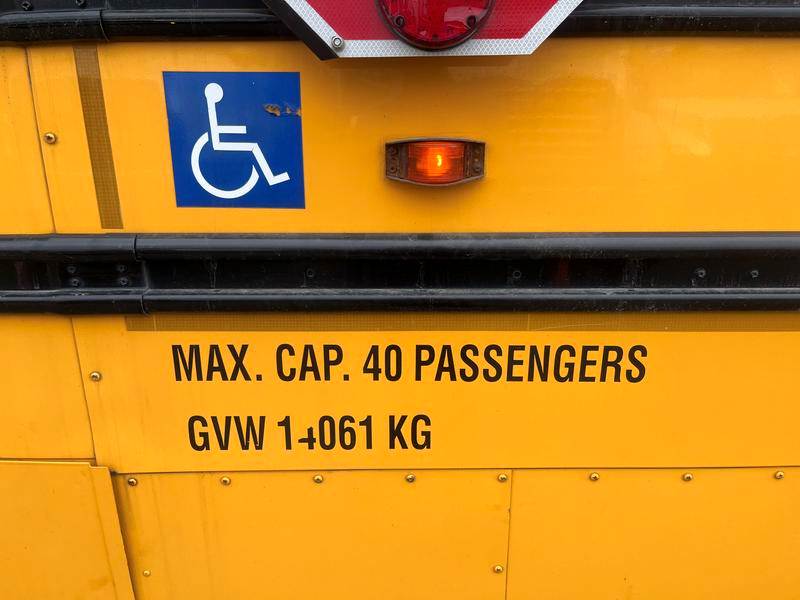 MAX. CAP. 40 PASSENGERS
GVW 14061 KG